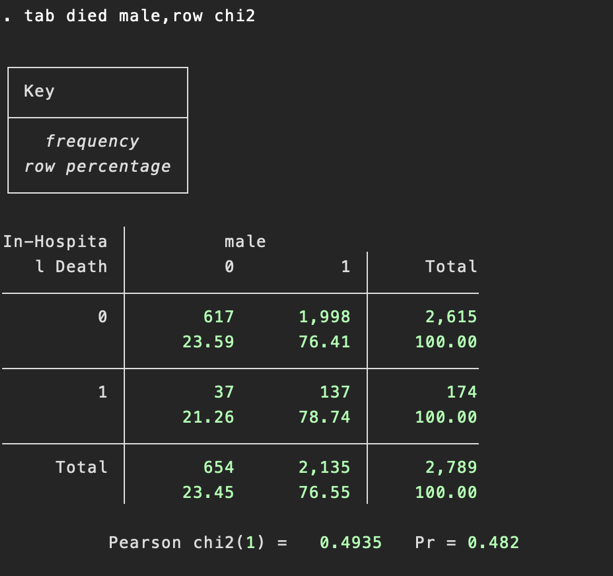 . tab died male,row chi2
Key
frequency
row percentage
In-Hospita male
l Death 0 1 Total
0 617 1,998 2,615
23.59 76.41 100.00
1 37 137 174
21.26 78.74 100.00
Total 654 2,135 2,789
23.45 76.55 100.00
Pearson chi2(1) = 0.4935 Pr = 0.482